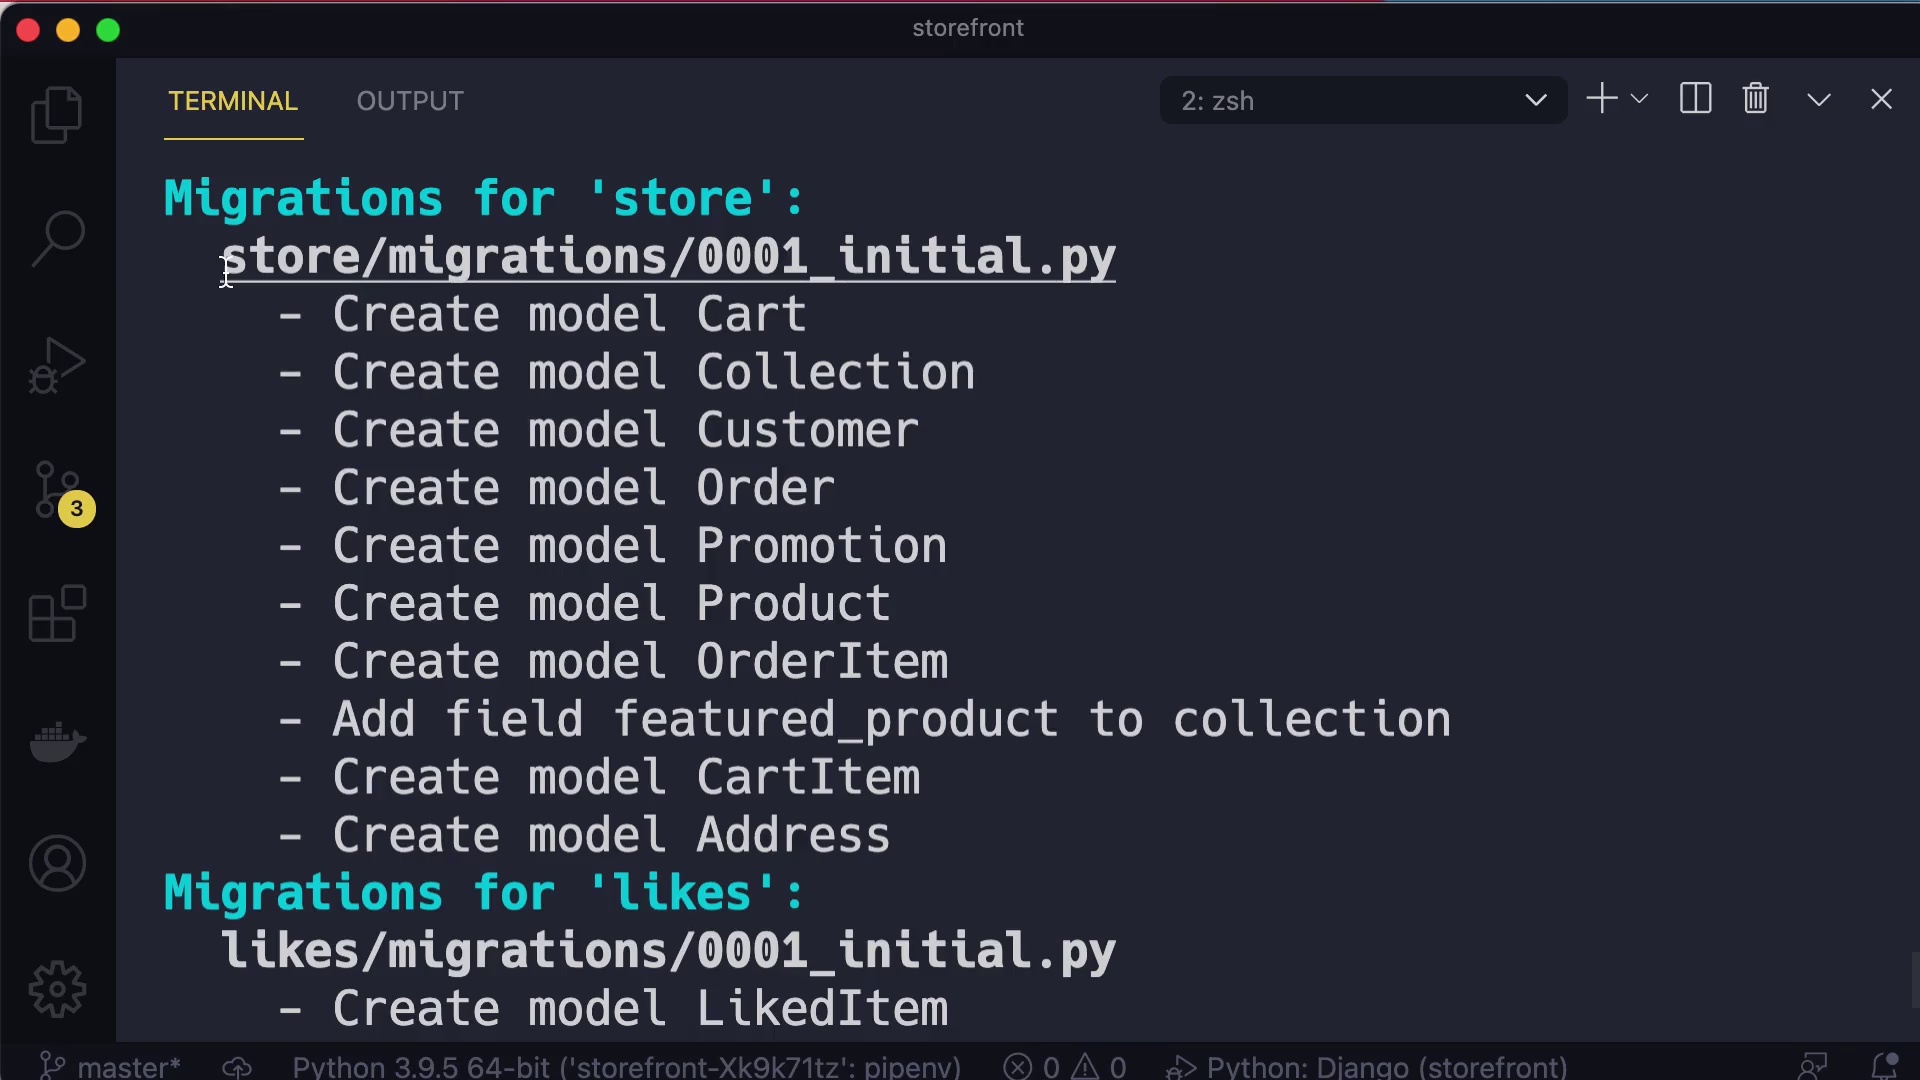 storefront
TERMINAL OUTPUT 2: zsh
Migrations for 'store':
store/migrations/0001_initial.py
- Create model Cart
- Create model Collection
- Create model Customer
- Create model Order
- Create model Promotion
- Create model Product
- Create model OrderItem
- Add field featured_product to collection
- Create model CartItem
- Create model Address
Migrations for 'likes':
likes/migrations/0001_initial.py
- Create model LikedItem
3
master* Python 3.9.5 64-bit ('storefront-Xk9k71tz': pipenv) 0 0 Python: Django (storefront)